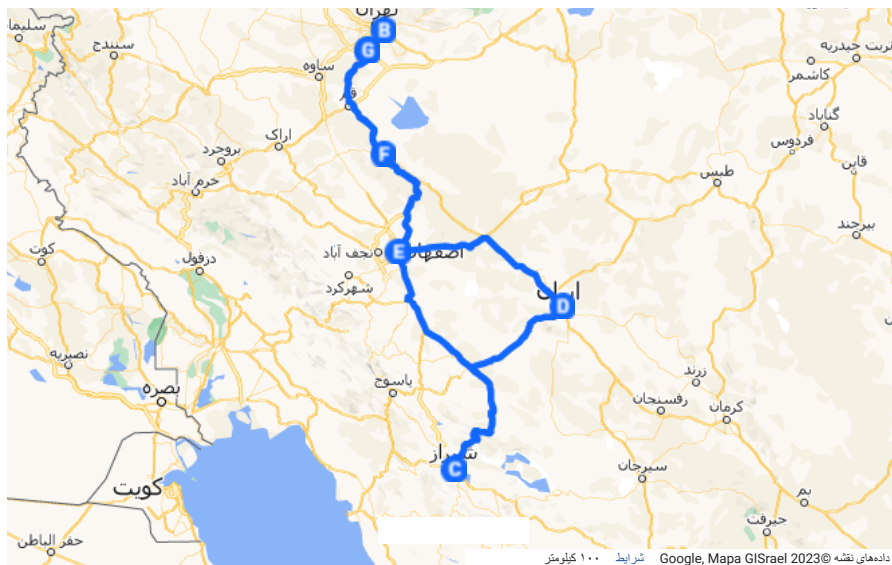 تهران
B
سلیما
سنندج
G
ساوه
تربت حیدریه
کاشمر
قم
گناباد
اراک
فردوس
بروجرد
F
قاین
خرم آباد
طبس
بیرجند
کوت
نجف آباد
E
اصفهان
دزفول
شهرکرد
ایران
D
نصیریه
یاسوج
زرند
بصره
رفسنجان
کرمان
شیراز
C
سیرجان
کویت
بم
جیرفت
حفر الباطن
داده‌های نقشه ©2023 Google, Mapa GISrael
شرایط
۱۰۰ کیلومتر